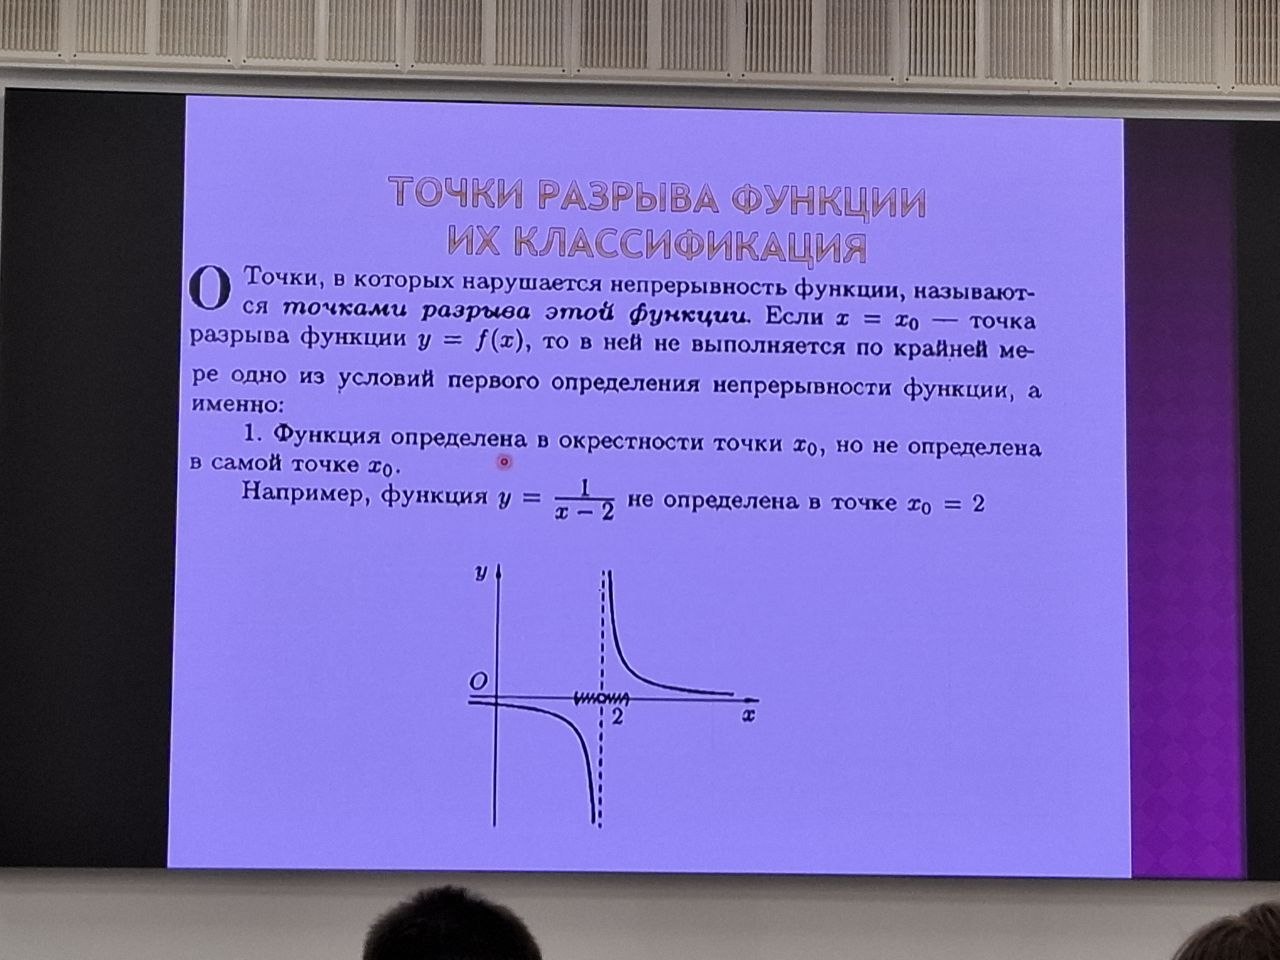 ТОЧКИ РАЗРЫВА ФУНКЦИИ
ИХ КЛАССИФИКАЦИЯ
О Точки, в которых нарушается непрерывность функции, называют-
ся точками разрыва этой функции. Если x = x₀ — точка
разрыва функции y = f(x), то в ней не выполняется по крайней ме-
ре одно из условий первого определения непрерывности функции, а
именно:
1. Функция определена в окрестности точки x₀, но не определена
в самой точке x₀.
Например, функция y = 1/(x − 2) не определена в точке x₀ = 2
y
O
2
x